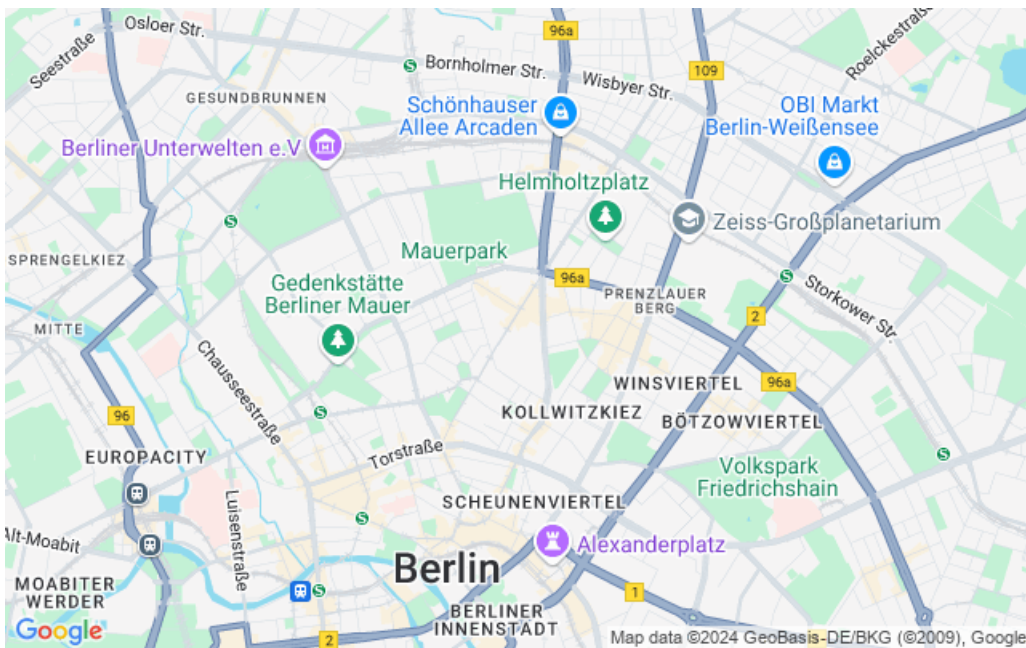 Osloer Str.
96a
Seestraße
Bornholmer Str.
Wisbyer Str.
109
Roelckestraße
GESUNDBRUNNEN
Schönhauser
Allee Arcaden
OBI Markt
Berlin-Weißensee
Berliner Unterwelten e.V
Helmholtzplatz
Zeiss-Großplanetarium
Mauerpark
SPRENGELKIEZ
Gedenkstätte
Berliner Mauer
96a
PRENZLAUER
BERG
Storkower Str.
MITTE
2
Chausseestraße
WINSVIERTEL
96a
96
KOLLWITZKIEZ
BÖTZOWVIERTEL
EUROPACITY
Torstraße
Volkspark
Friedrichshain
SCHEUNENVIERTEL
Luisenstraße
Alt-Moabit
Alexanderplatz
Berlin
MOABITER
WERDER
1
BERLINER
INNENSTADT
Google
2
Map data ©2024 GeoBasis-DE/BKG (©2009), Google
S
S
S
S
S
S
S